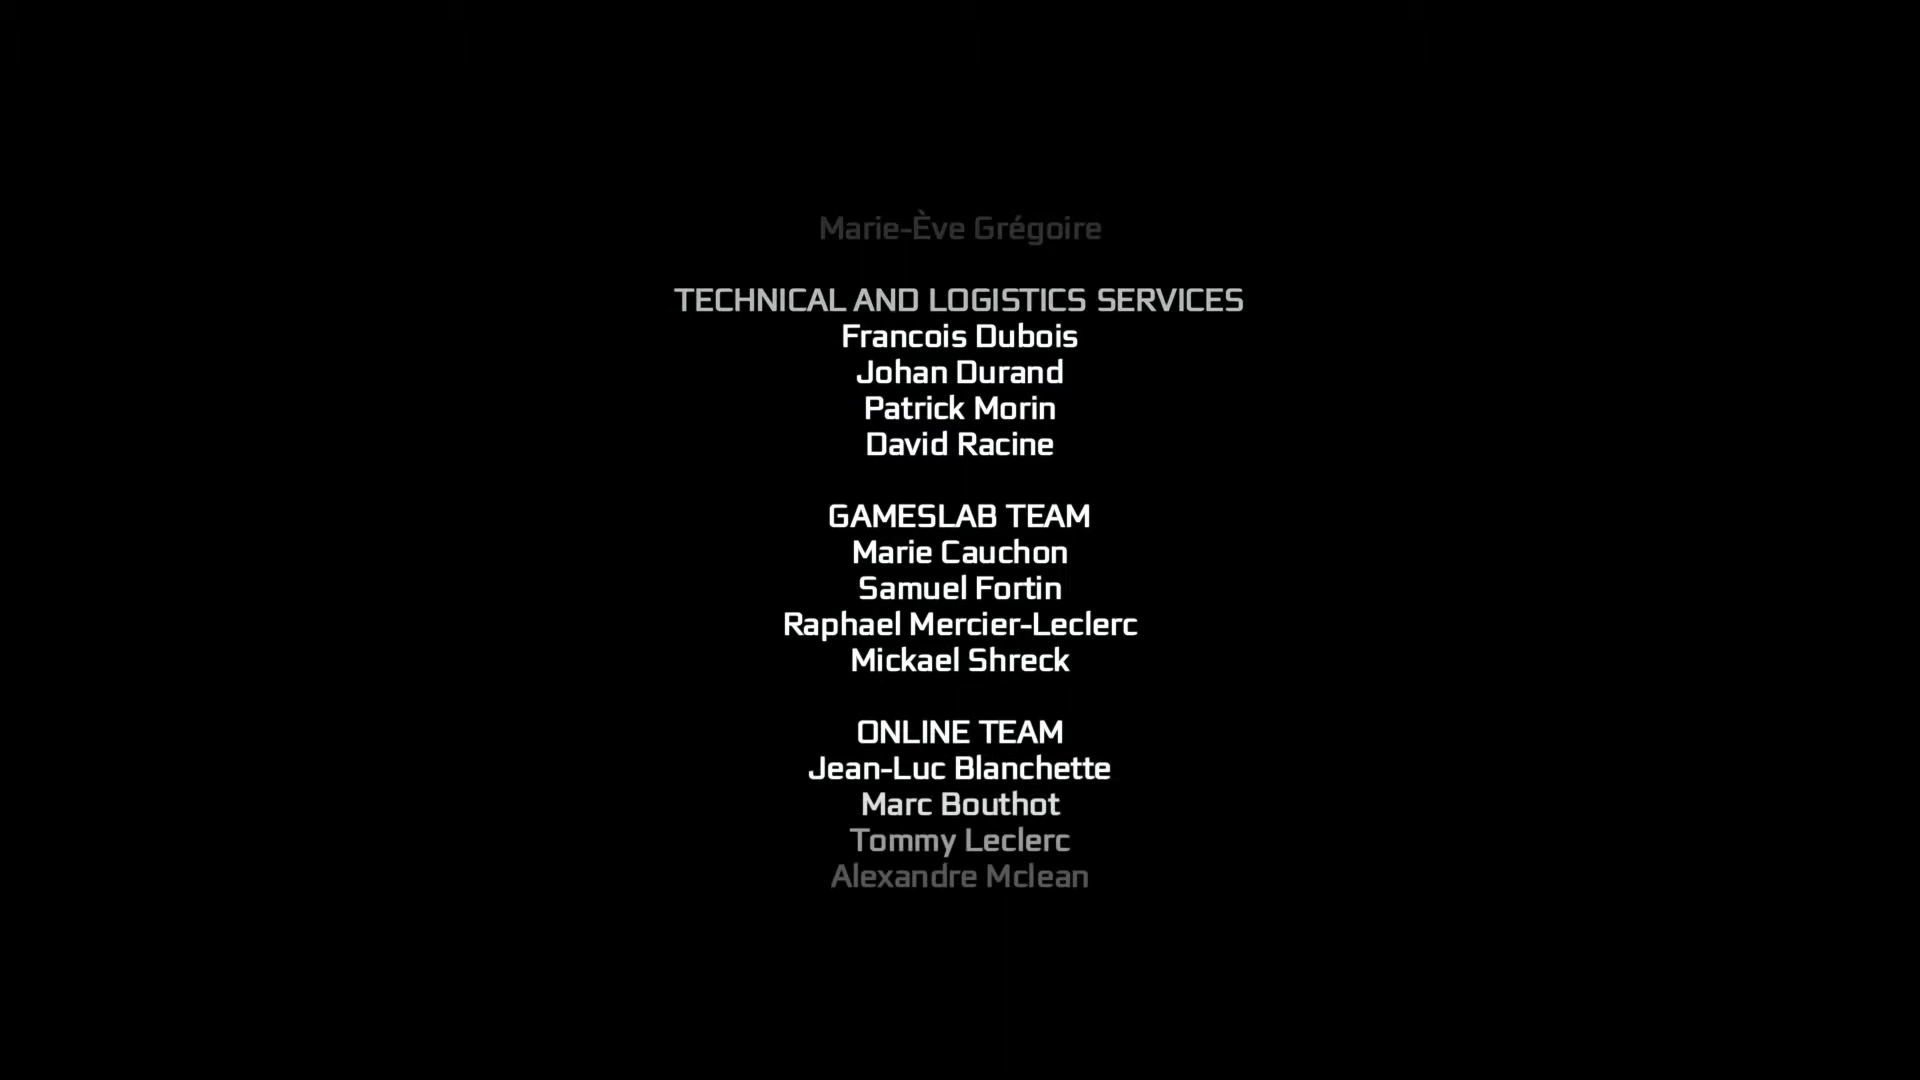 Marie-Ève Grégoire
TECHNICAL AND LOGISTICS SERVICES
Francois Dubois
Johan Durand
Patrick Morin
David Racine
GAMESLAB TEAM
Marie Cauchon
Samuel Fortin
Raphael Mercier-Leclerc
Mickael Shreck
ONLINE TEAM
Jean-Luc Blanchette
Marc Bouthot
Tommy Leclerc
Alexandre Mclean